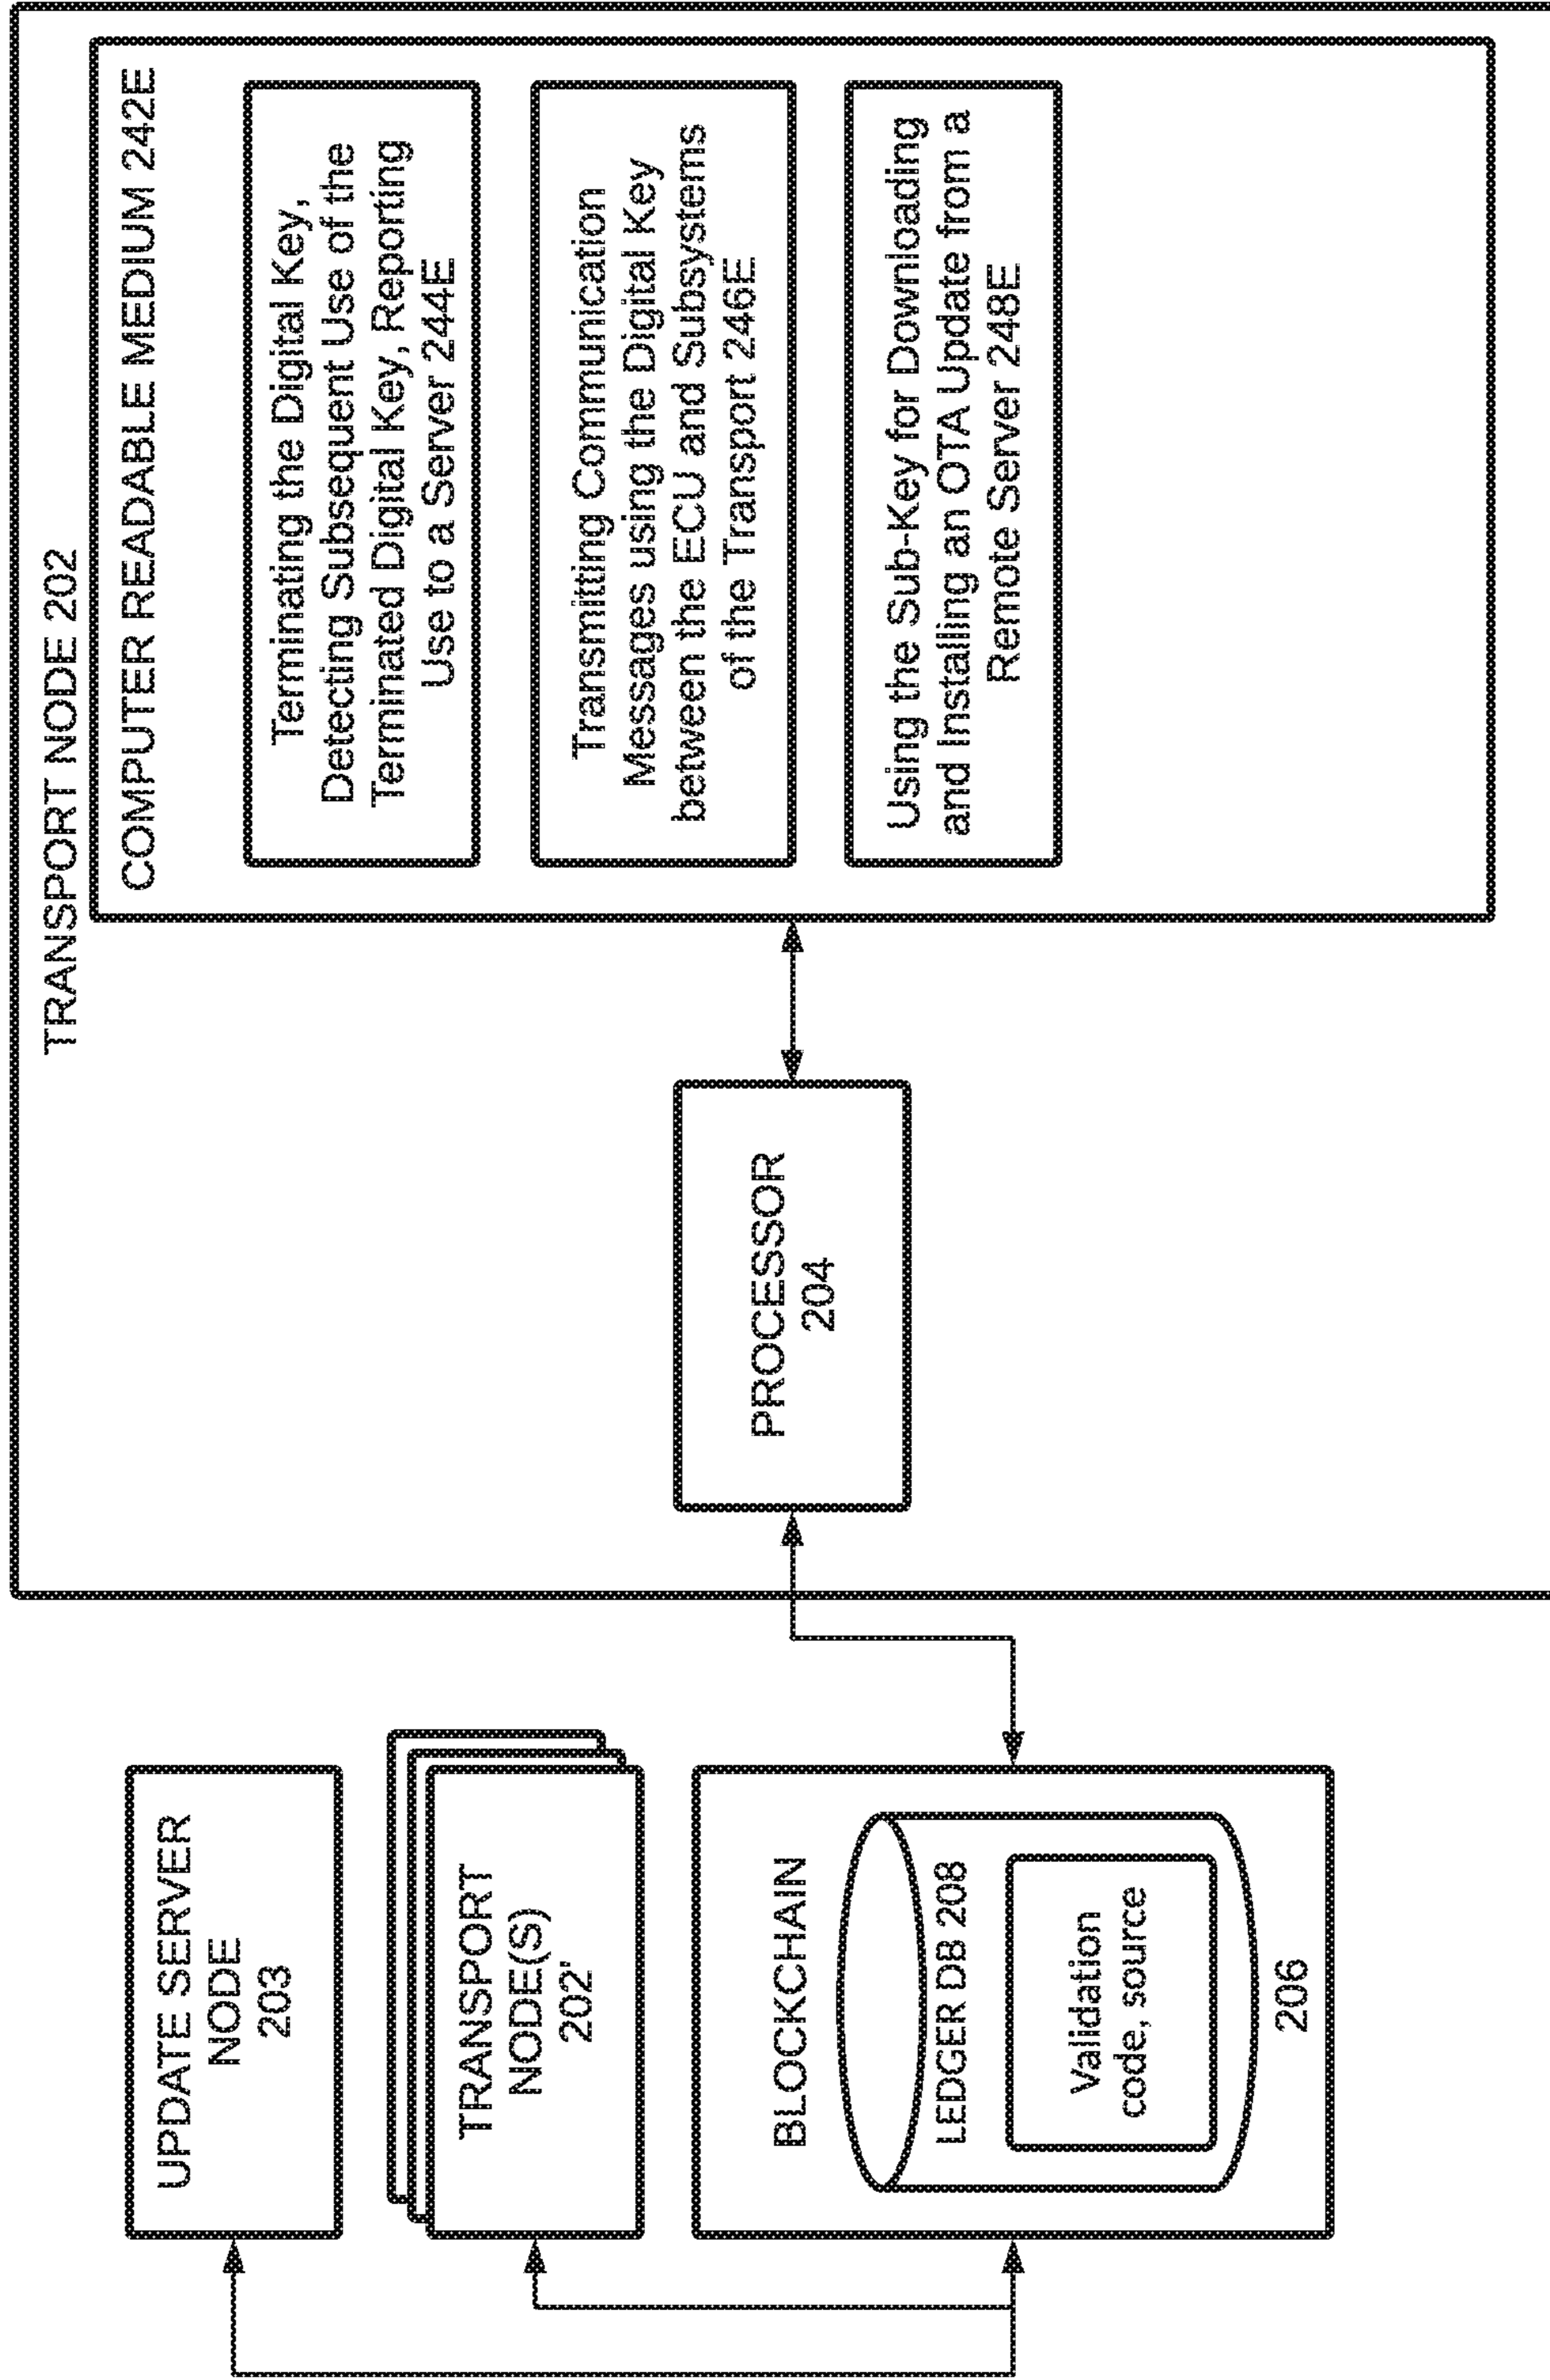 UPDATE SERVER
NODE
203
TRANSPORT
NODE(S)
202'
BLOCKCHAIN
LEDGER DB 208
Validation
code, source
206
TRANSPORT NODE 202
PROCESSOR
204
COMPUTER READABLE MEDIUM 242E
Terminating the Digital Key,
Detecting Subsequent Use of the
Terminated Digital Key, Reporting
Use to a Server 244E
Transmitting Communication
Messages using the Digital Key
between the ECU and Subsystems
of the Transport 246E
Using the Sub-Key for Downloading
and Installing an OTA Update from a
Remote Server 248E